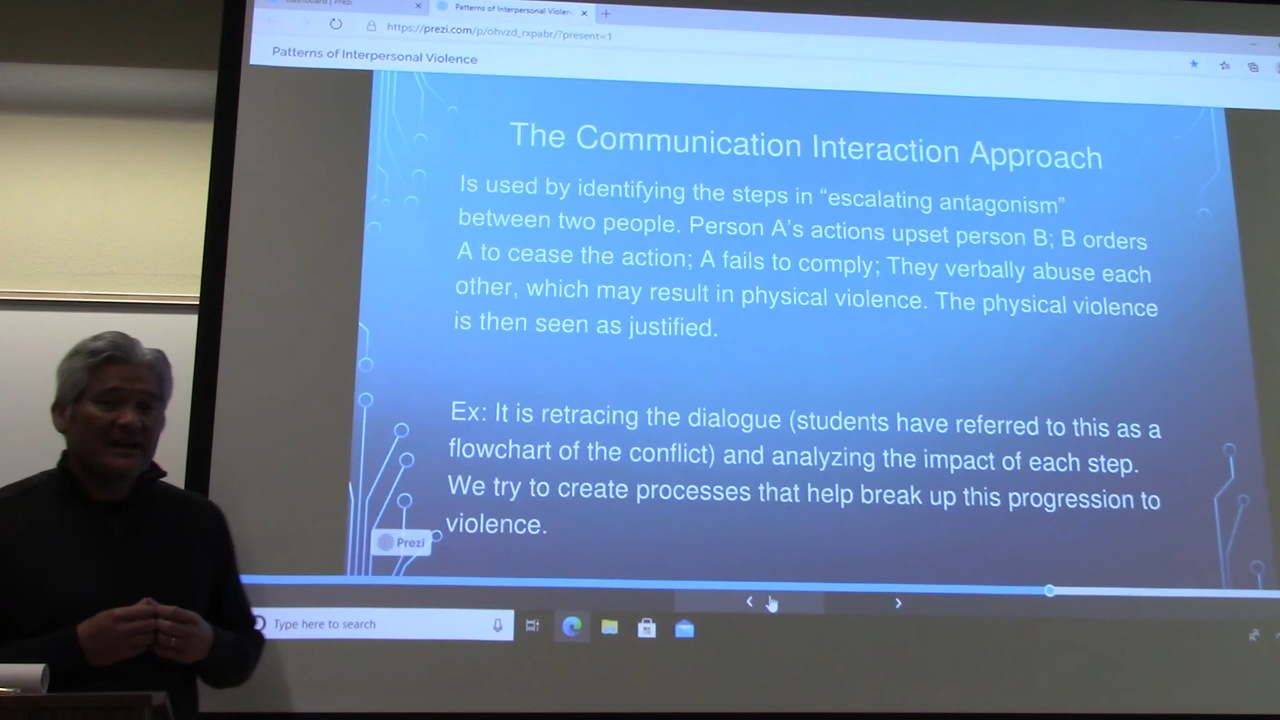 Dashboard | Prezi
Patterns of Interpersonal Violenc
https://prezi.com/p/ohvzd_rxpabr/?present=1
Patterns of Interpersonal Violence
The Communication Interaction Approach
Is used by identifying the steps in “escalating antagonism”
between two people. Person A’s actions upset person B; B orders
A to cease the action; A fails to comply; They verbally abuse each
other, which may result in physical violence. The physical violence
is then seen as justified.
Ex: It is retracing the dialogue (students have referred to this as a
flowchart of the conflict) and analyzing the impact of each step.
We try to create processes that help break up this progression to
violence.
Prezi
Type here to search